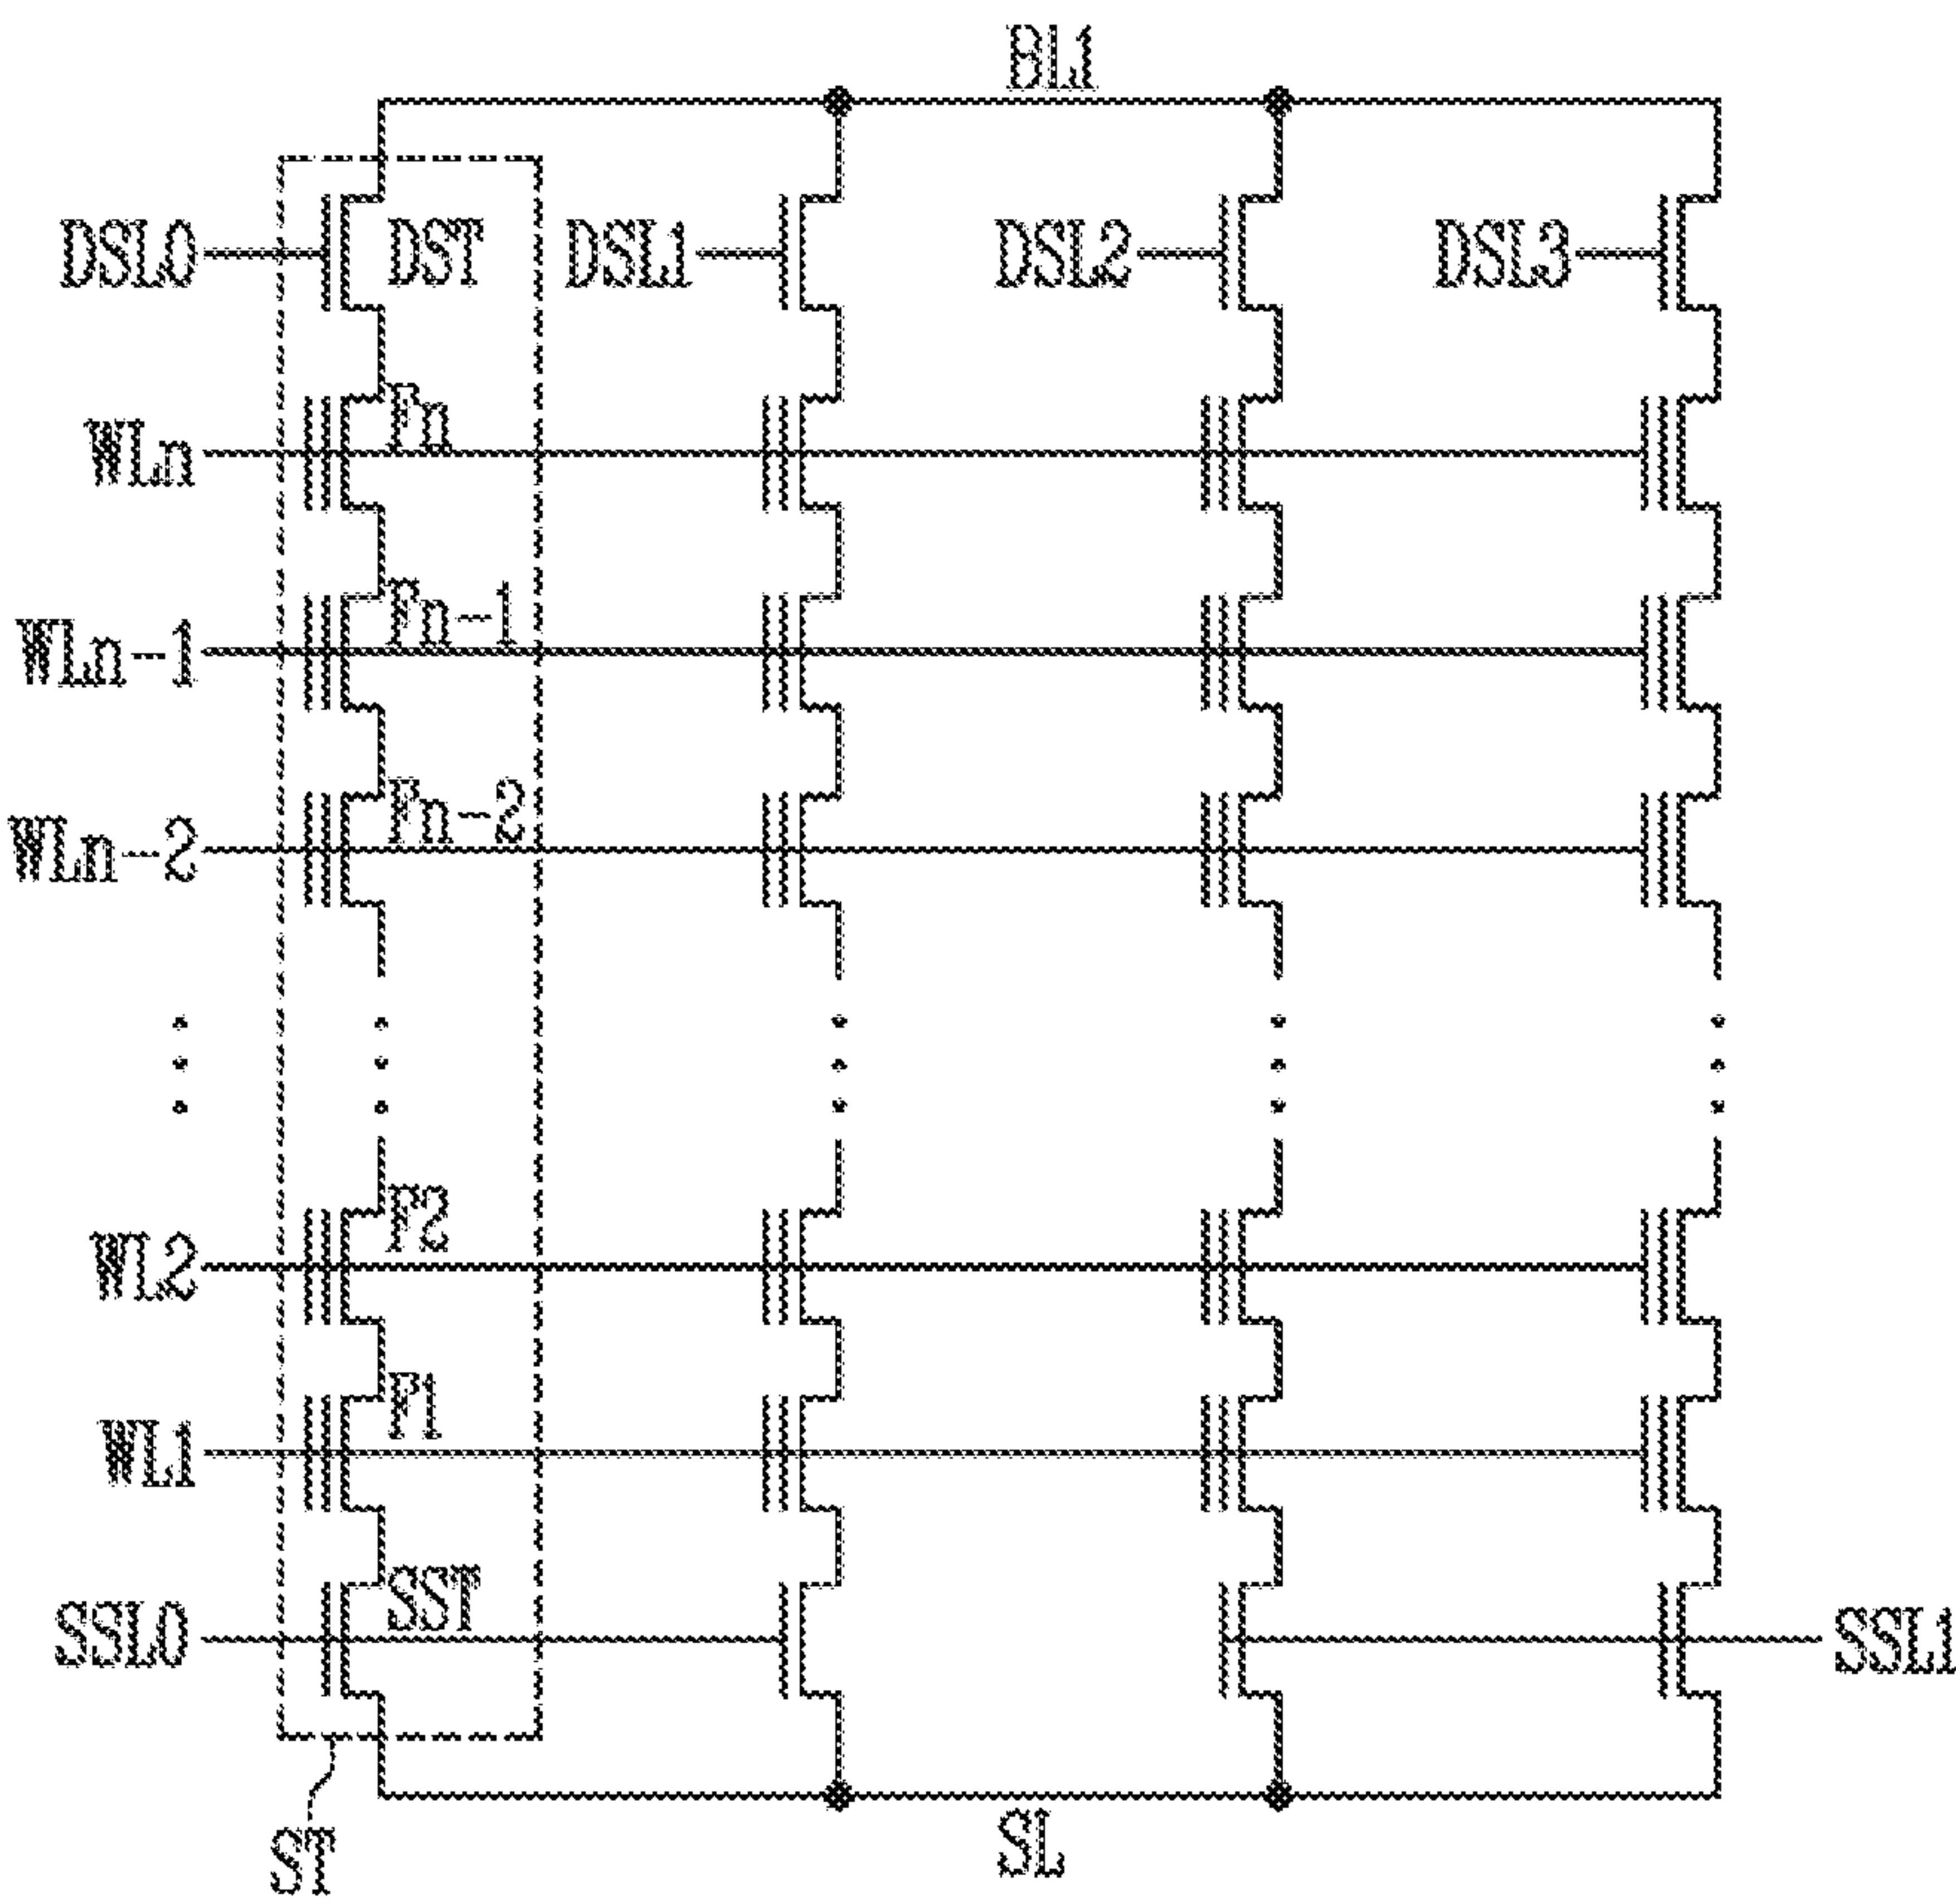 BL1
DSL0 DST DSL1 DSL2 DSL3
Fn
WLn
Fn-1
WLn-1
Fn-2
WLn-2
F2
WL2
F1
WL1
SST
SSL0 SSL1
SL
ST